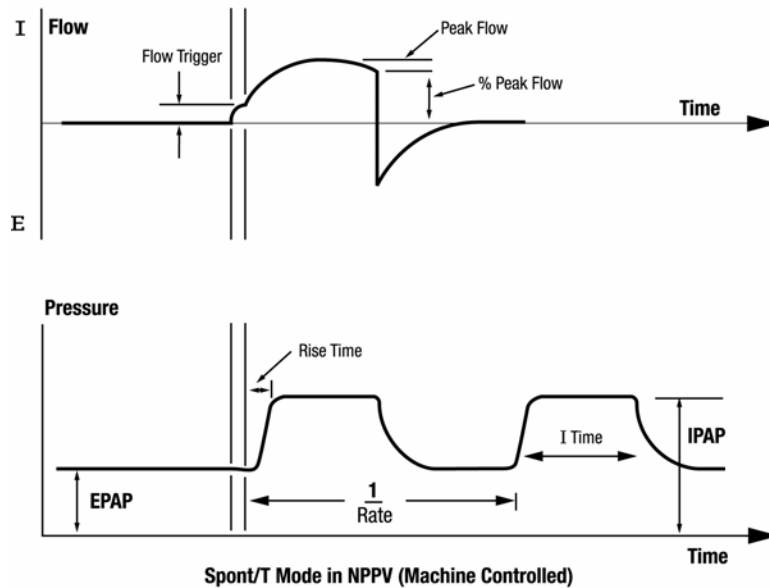 I
Flow
Peak Flow
Flow Trigger
% Peak Flow
Time
E
Pressure
Rise Time
I Time
IPAP
EPAP
1
Rate
Time
Spont/T Mode in NPPV (Machine Controlled)